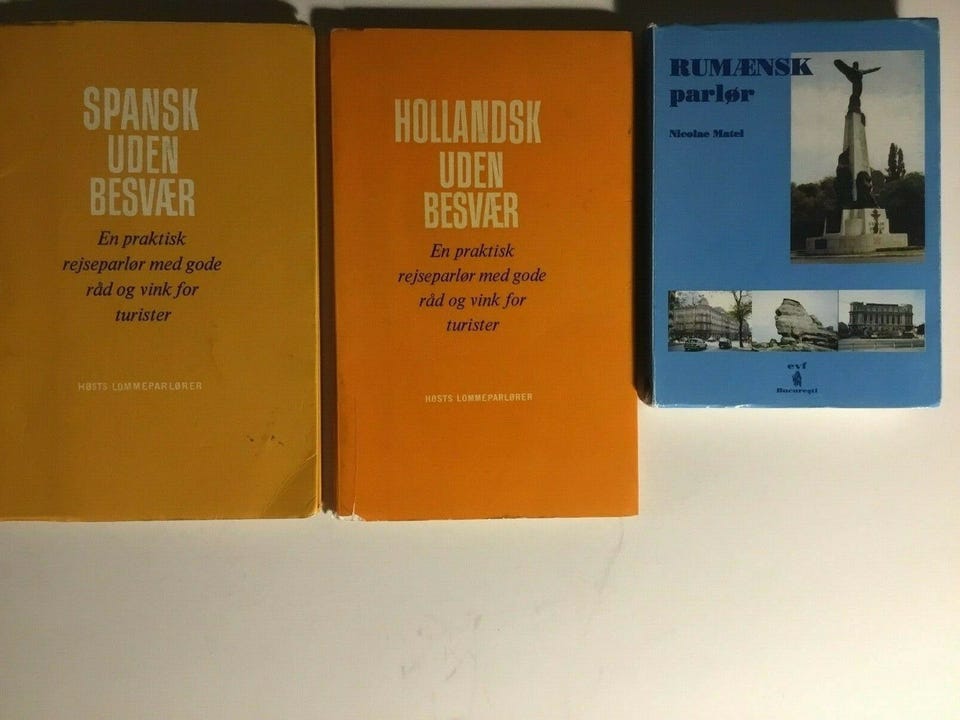 SPANSK
UDEN
BESVÆR
En praktisk
rejseparlør med gode
råd og vink for
turister
HØSTS LOMMEPARLØRER
HOLLANDSK
UDEN
BESVÆR
En praktisk
rejseparlør med gode
råd og vink for
turister
HØSTS LOMMEPARLØRER
RUMÆNSK
parlør
Nicolae Matei
evf
București